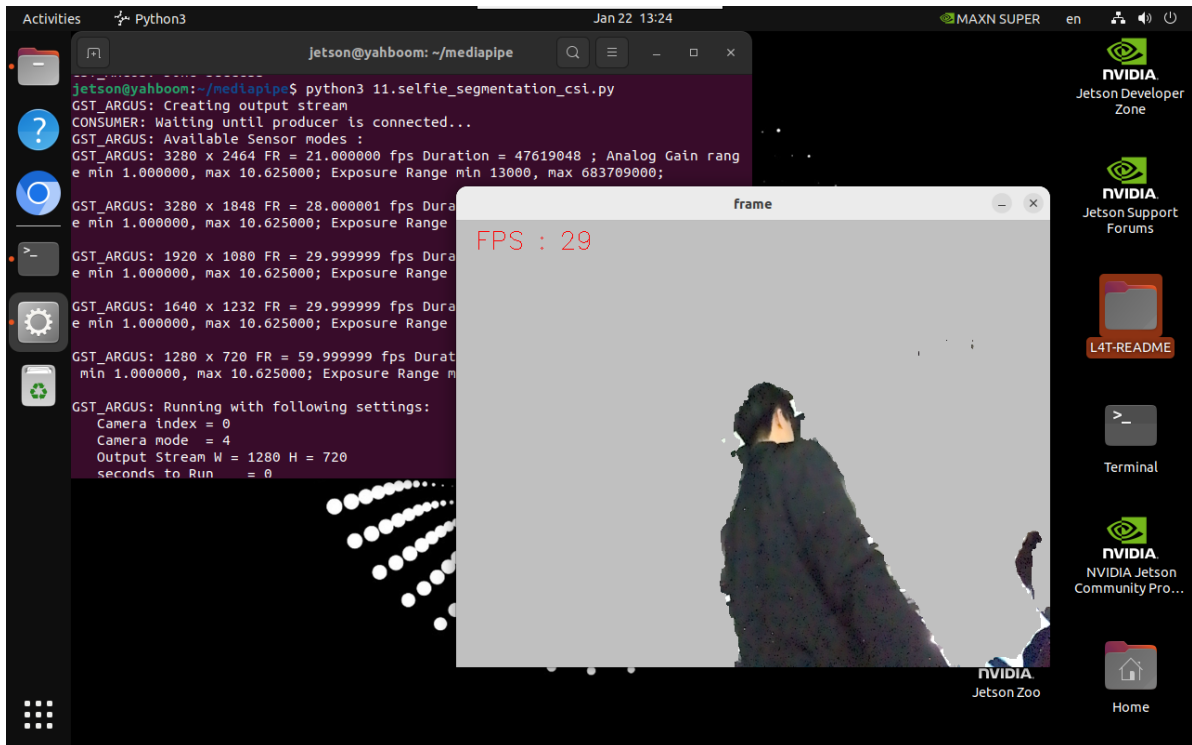 Activities
Python3
Jan 22 13:24
MAXN SUPER
en
jetson@yahboom: ~/mediapipe
jetson@yahboom:~/mediapipe$ python3 11.selfie_segmentation_csi.py
GST_ARGUS: Creating output stream
CONSUMER: Waiting until producer is connected...
GST_ARGUS: Available Sensor modes :
GST_ARGUS: 3280 x 2464 FR = 21.000000 fps Duration = 47619048 ; Analog Gain rang
e min 1.000000, max 10.625000; Exposure Range min 13000, max 683709000;
GST_ARGUS: 3280 x 1848 FR = 28.000001 fps Dura
e min 1.000000, max 10.625000; Exposure Range
GST_ARGUS: 1920 x 1080 FR = 29.999999 fps Dura
e min 1.000000, max 10.625000; Exposure Range
GST_ARGUS: 1640 x 1232 FR = 29.999999 fps Dura
e min 1.000000, max 10.625000; Exposure Range
GST_ARGUS: 1280 x 720 FR = 59.999999 fps Durat
min 1.000000, max 10.625000; Exposure Range m
GST_ARGUS: Running with following settings:
Camera index = 0
Camera mode = 4
Output Stream W = 1280 H = 720
seconds to Run = 0
frame
FPS : 29
NVIDIA.
Jetson Developer
Zone
NVIDIA.
Jetson Support
Forums
L4T-README
Terminal
NVIDIA.
NVIDIA Jetson
Community Pro...
NVIDIA.
Jetson Zoo
Home